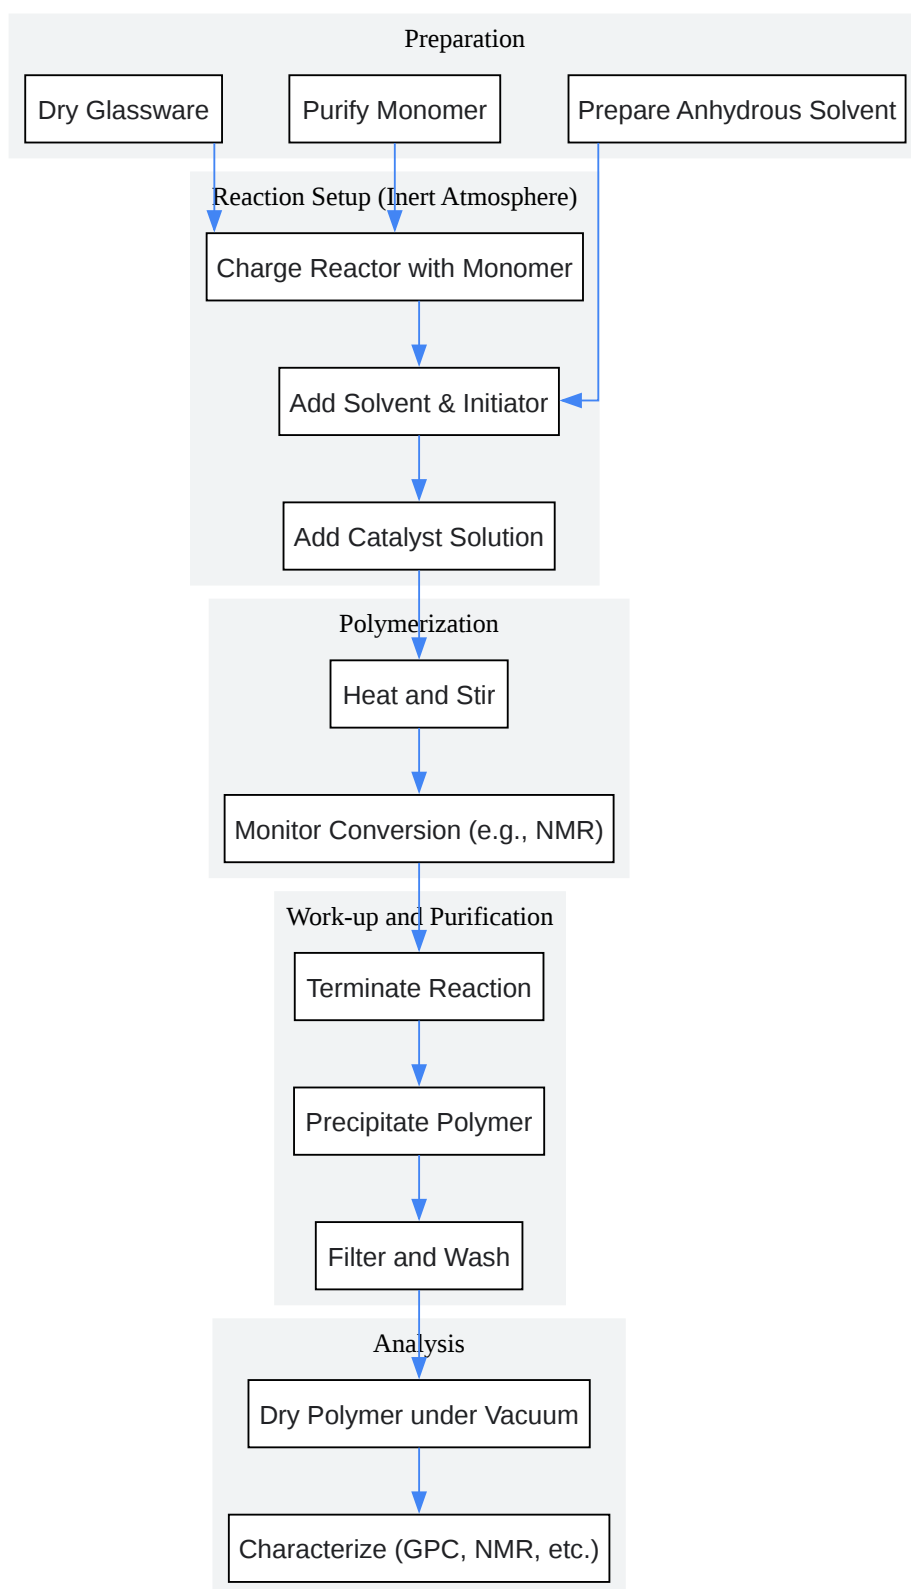 Preparation
Dry Glassware
Purify Monomer
Prepare Anhydrous Solvent
Reaction Setup (Inert Atmosphere)
Charge Reactor with Monomer
Add Solvent & Initiator
Add Catalyst Solution
Polymerization
Heat and Stir
Monitor Conversion (e.g., NMR)
Work-up and Purification
Terminate Reaction
Precipitate Polymer
Filter and Wash
Analysis
Dry Polymer under Vacuum
Characterize (GPC, NMR, etc.)